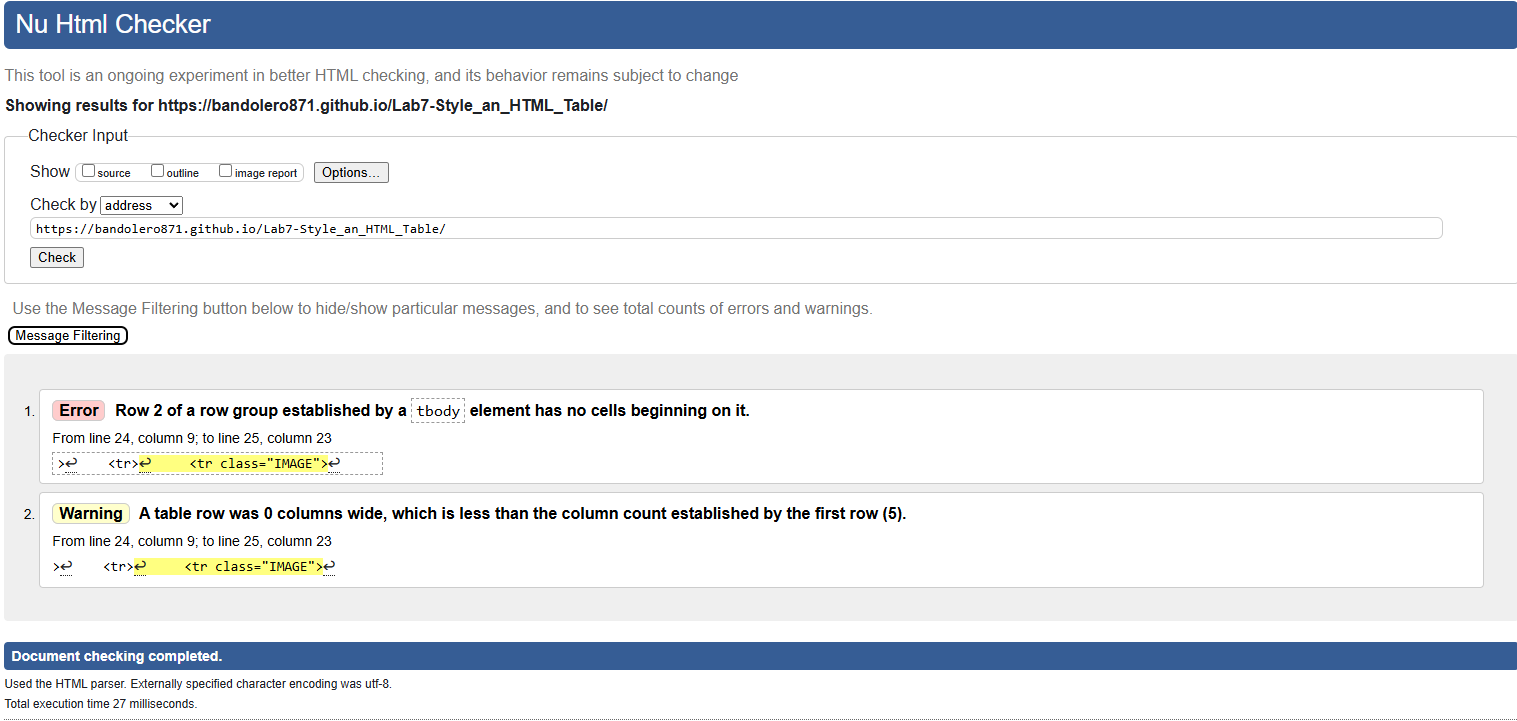 Nu Html Checker
This tool is an ongoing experiment in better HTML checking, and its behavior remains subject to change
Showing results for https://bandolero871.github.io/Lab7-Style_an_HTML_Table/
Checker Input
Show source outline image report Options...
Check by address
https://bandolero871.github.io/Lab7-Style_an_HTML_Table/
Check
Use the Message Filtering button below to hide/show particular messages, and to see total counts of errors and warnings.
Message Filtering
1. Error Row 2 of a row group established by a tbody element has no cells beginning on it.
From line 24, column 9; to line 25, column 23
>↩ <tr>↩ <tr class="IMAGE">↩
2. Warning A table row was 0 columns wide, which is less than the column count established by the first row (5).
From line 24, column 9; to line 25, column 23
>↩ <tr>↩ <tr class="IMAGE">↩
Document checking completed.
Used the HTML parser. Externally specified character encoding was utf-8.
Total execution time 27 milliseconds.